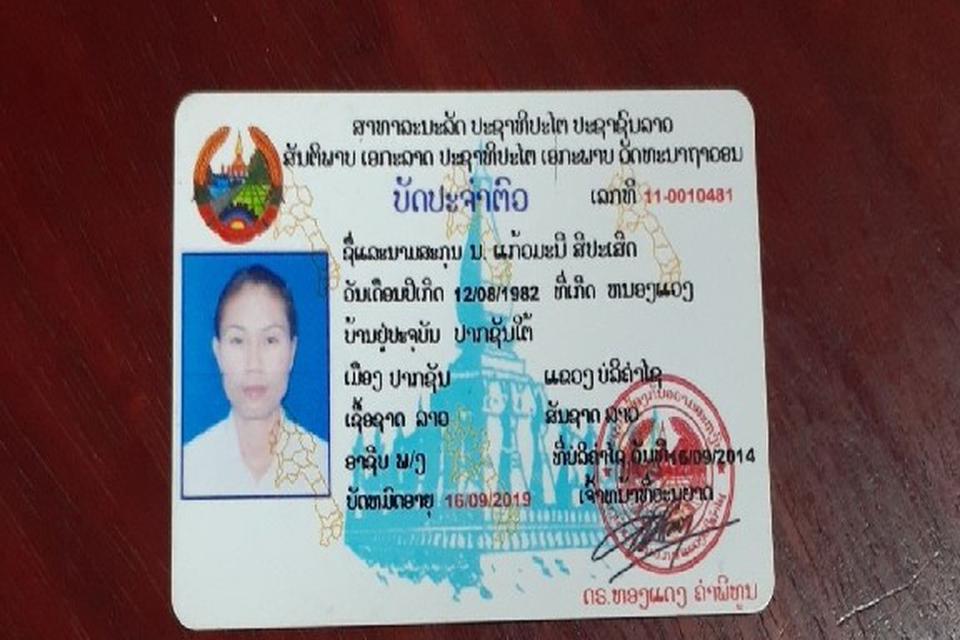 ສາທາລະນະລັດ ປະຊາທິປະໄຕ ປະຊາຊົນລາວ
ສັນຕິພາບ ເອກະລາດ ປະຊາທິປະໄຕ ເອກະພາບ ວັດທະນາຖາວອນ
ບັດປະຈໍາຕົວ ເລກທີ 11-0010481
ຊື່ແລະນາມສະກຸນ ນ. ແກ້ວມະນີ ສີປະເສີດ
ວັນເດືອນປີເກີດ 12/08/1982 ທີ່ເກີດ ຫນອງແວງ
ບ້ານຢູ່ປະຈຸບັນ ປາກຊັນໃຕ້
ເມືອງ ປາກຊັນ ແຂວງ ບໍລິຄໍາໄຊ
ເຊື້ອຊາດ ລາວ ສັນຊາດ ລາວ
ອາຊີບ ພ/ງ ທີ່ບໍລິຄໍາໄຊ ວັນທີ 16/09/2014
ບັດຫມົດອາຍຸ 16/09/2019 ເຈົ້າຫນ້າທີ່ອະນຸຍາດ
ດຣ.ທອງແດງ ຄໍາພິທູນ